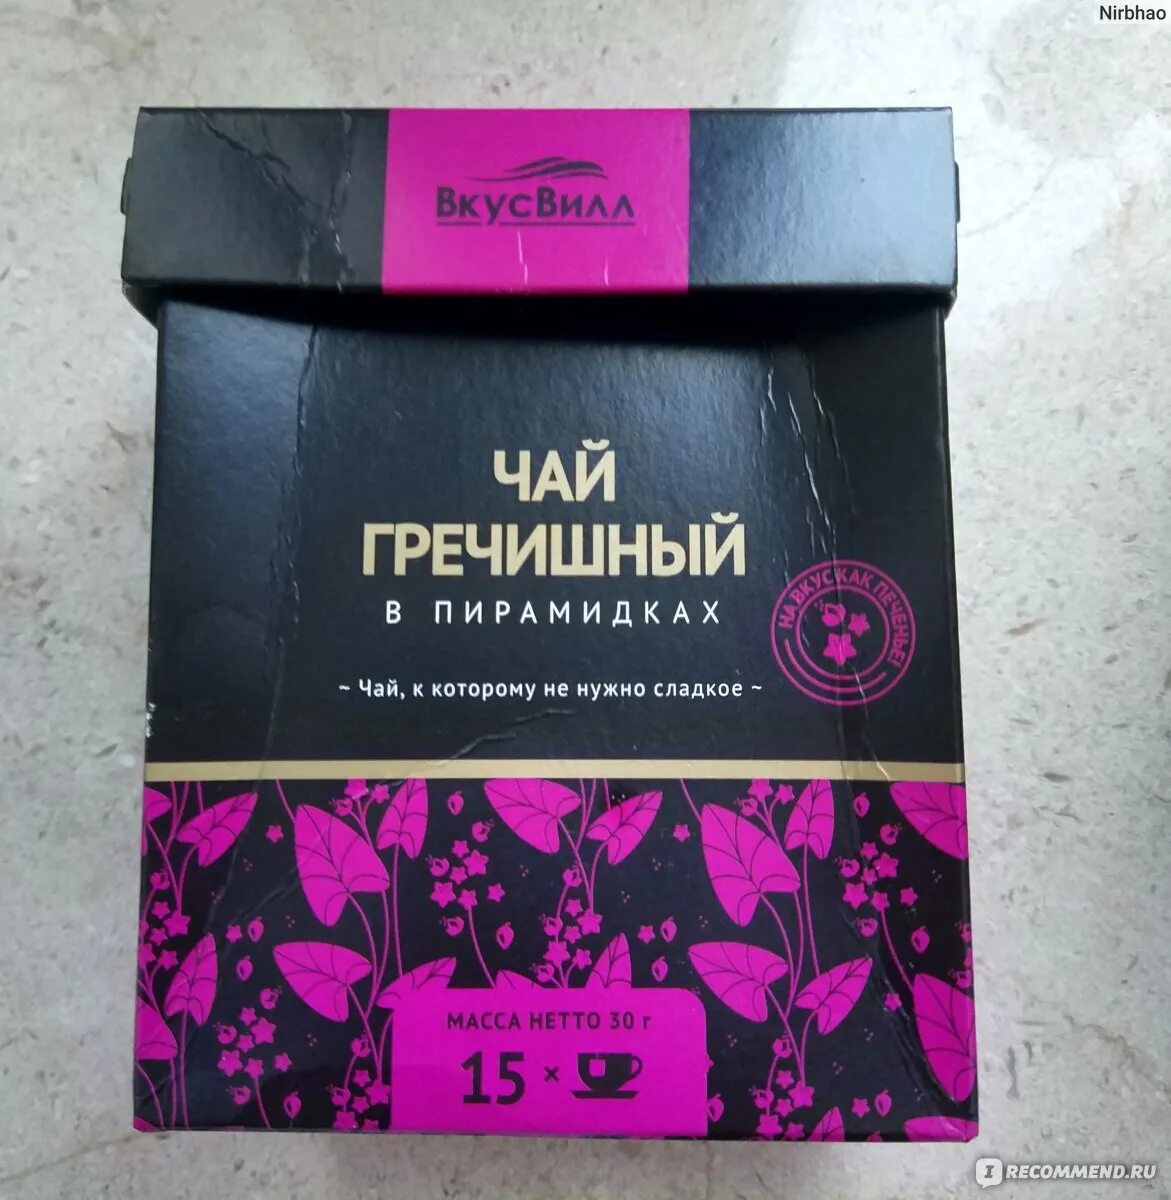 Nirbhao
ВкусВилл
ЧАЙ
ГРЕЧИШНЫЙ
В ПИРАМИДКАХ
НА ВКУС КАК ПЕЧЕНЬЕ!
~ Чай, к которому не нужно сладкое ~
МАССА НЕТТО 30 г
15 ×
I RECOMMEND.RU